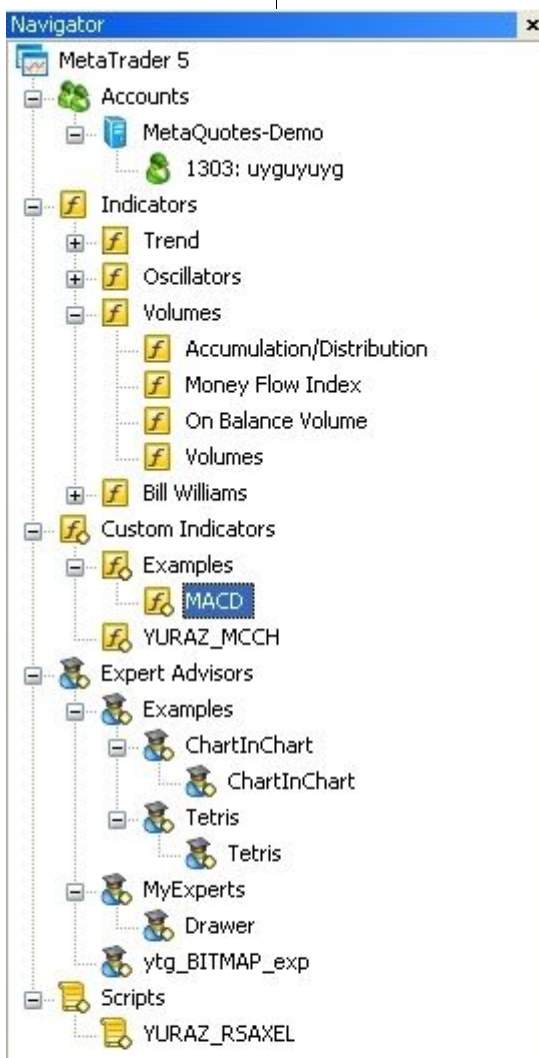 Navigator
MetaTrader 5
Accounts
MetaQuotes-Demo
1303: uyguyuyg
Indicators
Trend
Oscillators
Volumes
Accumulation/Distribution
Money Flow Index
On Balance Volume
Volumes
Bill Williams
Custom Indicators
Examples
MACD
YURAZ_MCCH
Expert Advisors
Examples
ChartInChart
ChartInChart
Tetris
Tetris
MyExperts
Drawer
ytg_BITMAP_exp
Scripts
YURAZ_RSAXEL